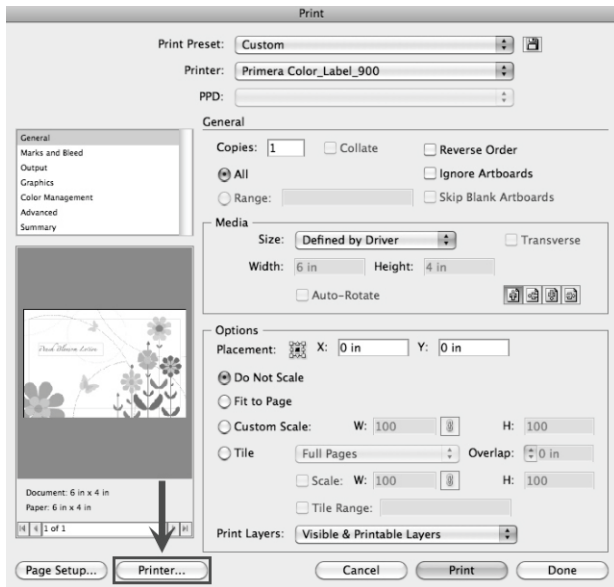 Print
Print Preset: Custom
Printer: Primera Color_Label_900
PPD:
General
Marks and Bleed
Output
Graphics
Color Management
Advanced
Summary
Document: 6 in x 4 in
Paper: 6 in x 4 in
1 of 1
General
Copies: 1 Collate Reverse Order
All Ignore Artboards
Range: Skip Blank Artboards
Media
Size: Defined by Driver Transverse
Width: 6 in Height: 4 in
Auto-Rotate
Options
Placement: X: 0 in Y: 0 in
Do Not Scale
Fit to Page
Custom Scale: W: 100 H: 100
Tile Full Pages Overlap: 0 in
Scale: W: 100 H: 100
Tile Range:
Print Layers: Visible & Printable Layers
Page Setup... Printer... Cancel Print Done